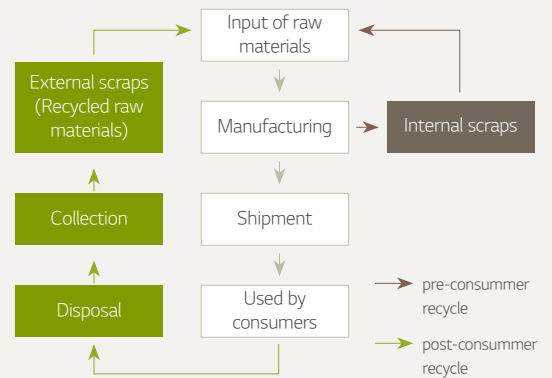 Input of raw
materials
External scraps
(Recycled raw
materials)
Manufacturing
Internal scraps
Collection
Shipment
Disposal
Used by
consumers
pre-consummer
recycle
post-consummer
recycle